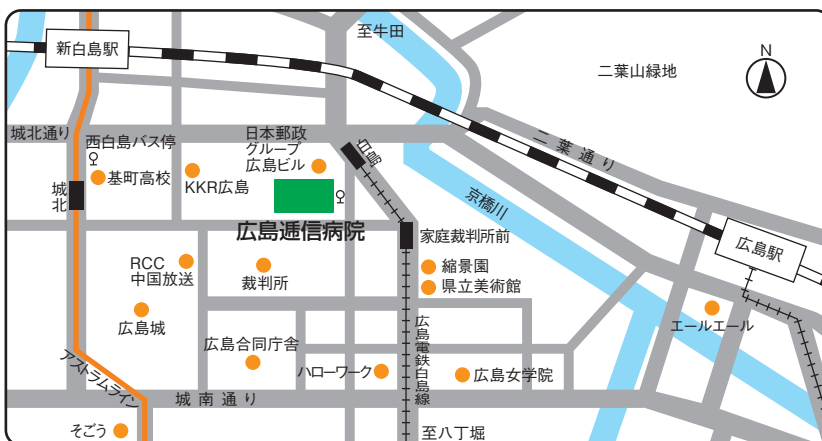 至牛田
新白島駅
二葉山緑地
N
城北通り
西白島バス停
日本郵政
グループ
広島ビル
白島
二葉通り
基町高校
KKR広島
城北
京橋川
広島逓信病院
家庭裁判所前
広島駅
RCC
中国放送
裁判所
縮景園
県立美術館
広島城
エールエール
広島合同庁舎
広島電鉄白島線
アストラムライン
ハローワーク
広島女学院
城南通り
そごう
至八丁堀